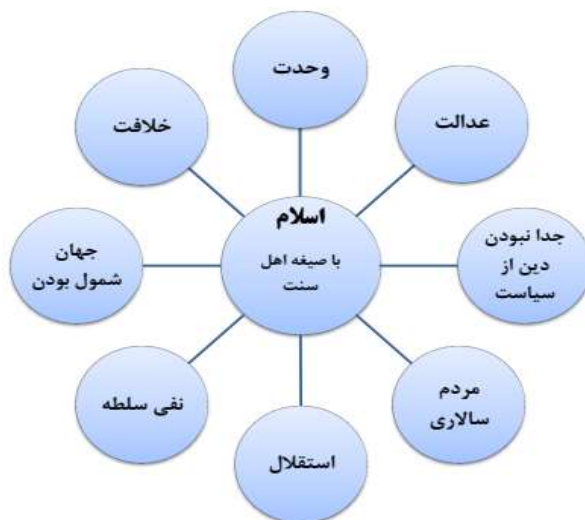 وحدت
عدالت
جدا نبودن
دین از
سیاست
مردم
سالاری
استقلال
نفی سلطه
جهان
شمول بودن
خلافت
اسلام
با صیغه اهل
سنت